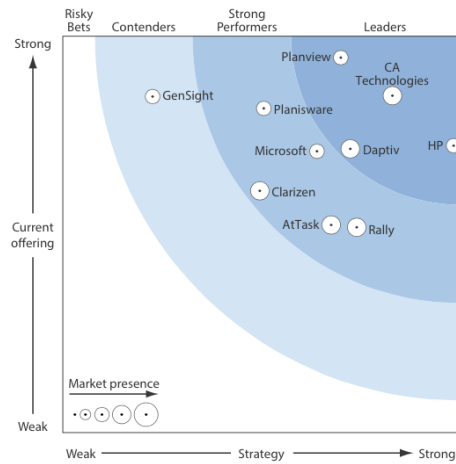 Risky
Bets
Contenders
Strong
Performers
Leaders
Strong
Planview
CA
Technologies
GenSight
Planisware
Microsoft
Daptiv
HP
Clarizen
AtTask
Rally
Current
offering
Market presence
Weak
Weak
Strategy
Strong